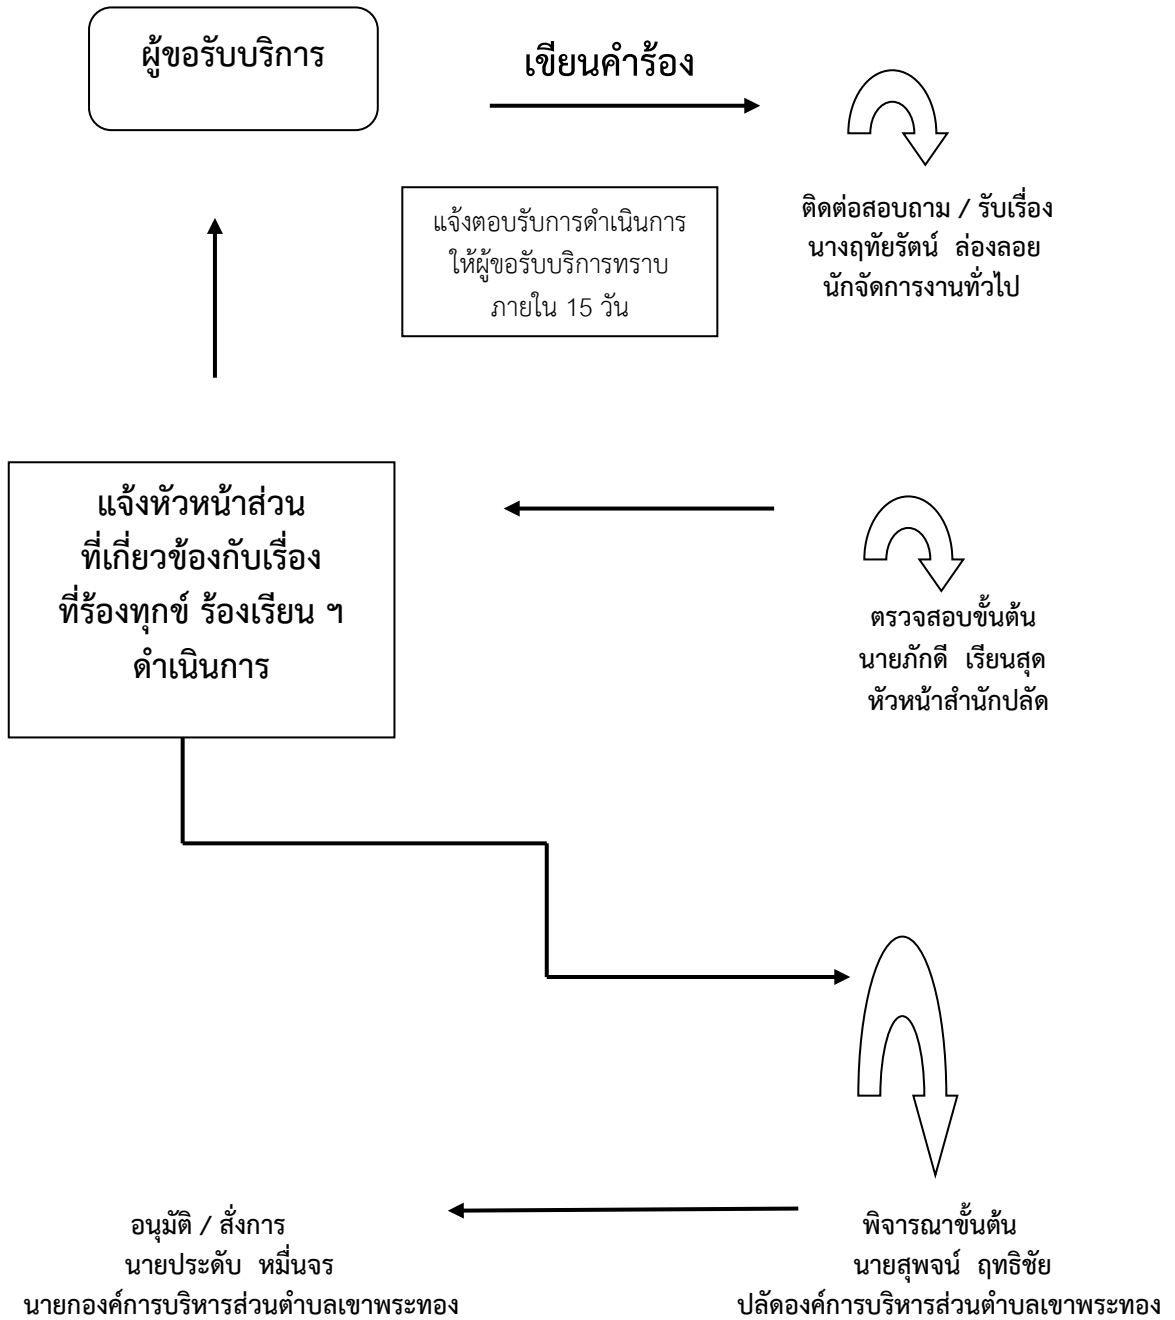 ผู้ขอรับบริการ
เขียนคำร้อง
แจ้งตอบรับการดำเนินการ
ให้ผู้ขอรับบริการทราบ
ภายใน 15 วัน
ติดต่อสอบถาม / รับเรื่อง
นางฤทัยรัตน์ ล่องลอย
นักจัดการงานทั่วไป
แจ้งหัวหน้าส่วน
ที่เกี่ยวข้องกับเรื่อง
ที่ร้องทุกข์ ร้องเรียน ฯ
ดำเนินการ
ตรวจสอบขั้นต้น
นายภักดี เรียนสุด
หัวหน้าสำนักปลัด
พิจารณาขั้นต้น
นายสุพจน์ ฤทธิชัย
ปลัดองค์การบริหารส่วนตำบลเขาพระทอง
อนุมัติ / สั่งการ
นายประดับ หมื่นจร
นายกองค์การบริหารส่วนตำบลเขาพระทอง